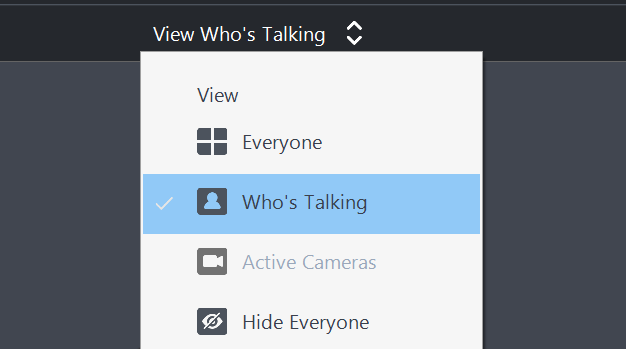 View Who's Talking
View
Everyone
Who's Talking
Active Cameras
Hide Everyone